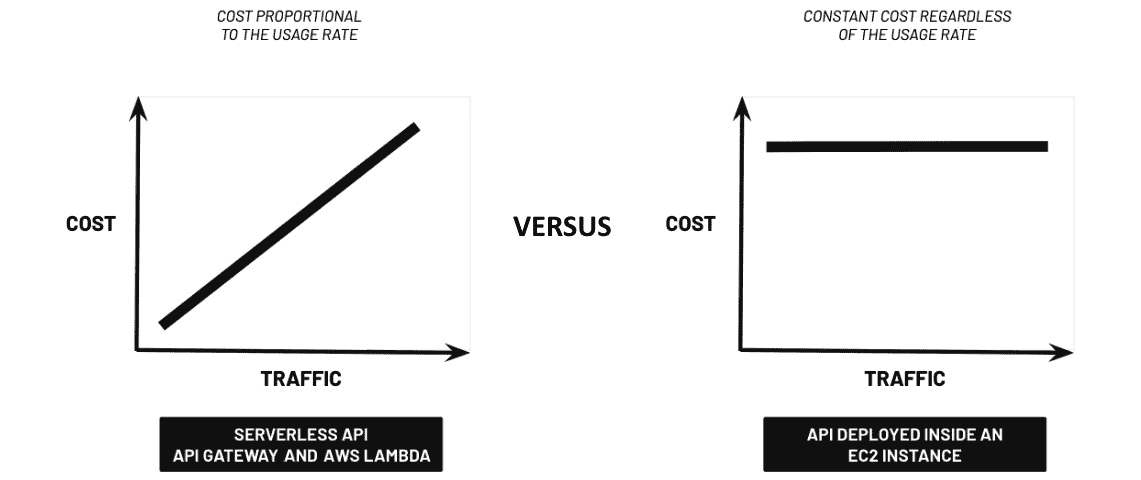 COST PROPORTIONAL
TO THE USAGE RATE
COST
TRAFFIC
SERVERLESS API
API GATEWAY AND AWS LAMBDA
VERSUS
CONSTANT COST REGARDLESS
OF THE USAGE RATE
COST
TRAFFIC
API DEPLOYED INSIDE AN
EC2 INSTANCE